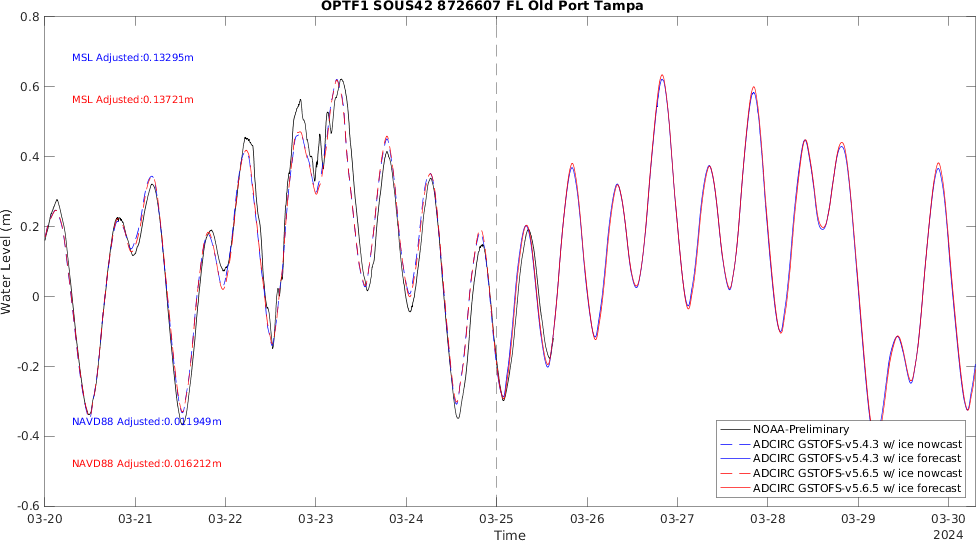 OPTF1 SOUS42 8726607 FL Old Port Tampa
0.8
0.6
0.4
0.2
0
-0.2
-0.4
-0.6
Water Level (m)
MSL Adjusted:0.13295m
MSL Adjusted:0.13721m
NAVD88 Adjusted:0.011949m
NAVD88 Adjusted:0.016212m
NOAA-Preliminary
ADCIRC GSTOFS-v5.4.3 w/ ice nowcast
ADCIRC GSTOFS-v5.4.3 w/ ice forecast
ADCIRC GSTOFS-v5.6.5 w/ ice nowcast
ADCIRC GSTOFS-v5.6.5 w/ ice forecast
03-20 03-21 03-22 03-23 03-24 03-25 03-26 03-27 03-28 03-29 03-30
2024
Time